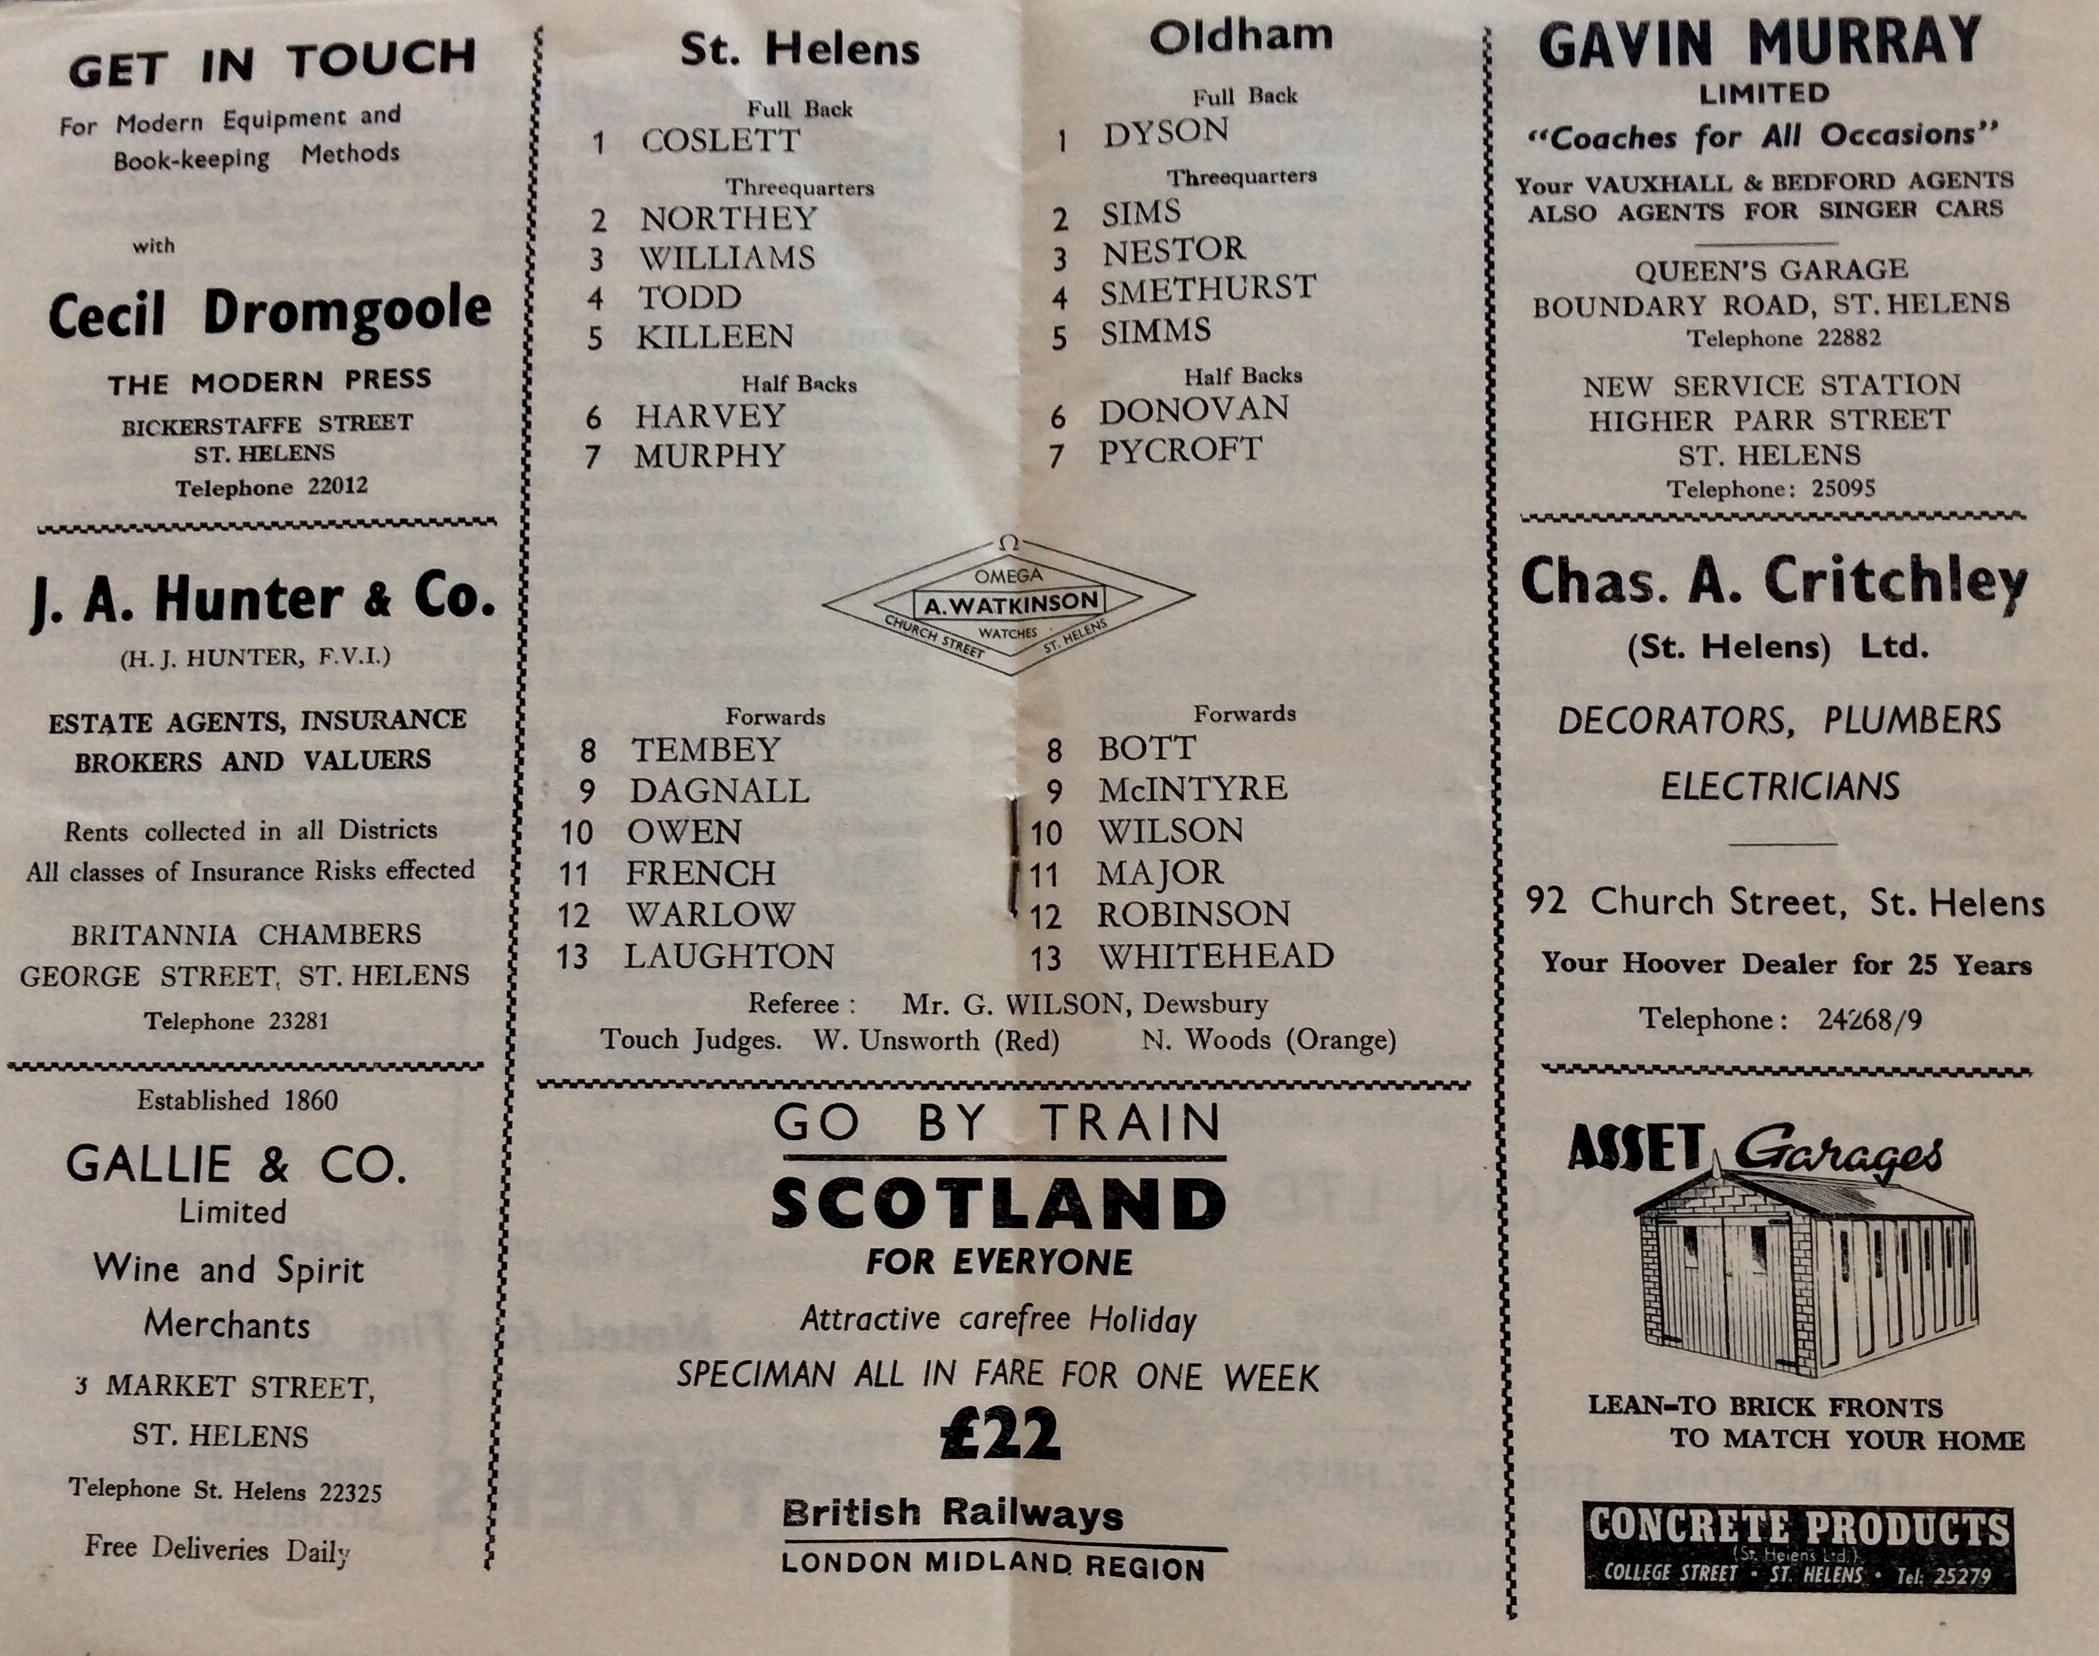 GET IN TOUCH
For Modern Equipment and
Book-keeping Methods
with
Cecil Dromgoole
THE MODERN PRESS
BICKERSTAFFE STREET
ST. HELENS
Telephone 22012
J. A. Hunter & Co.
(H. J. HUNTER, F.V.I.)
ESTATE AGENTS, INSURANCE
BROKERS AND VALUERS
Rents collected in all Districts
All classes of Insurance Risks effected
BRITANNIA CHAMBERS
GEORGE STREET, ST. HELENS
Telephone 23281
Established 1860
GALLIE & CO.
Limited
Wine and Spirit
Merchants
3 MARKET STREET,
ST. HELENS
Telephone St. Helens 22325
Free Deliveries Daily
St. Helens
Full Back
1 COSLETT
Threequarters
2 NORTHEY
3 WILLIAMS
4 TODD
5 KILLEEN
Half Backs
6 HARVEY
7 MURPHY
Oldham
Full Back
1 DYSON
Threequarters
2 SIMS
3 NESTOR
4 SMETHURST
5 SIMMS
Half Backs
6 DONOVAN
7 PYCROFT
Ω
OMEGA
A. WATKINSON
WATCHES
CHURCH STREET
ST. HELENS
Forwards
8 TEMBEY
9 DAGNALL
10 OWEN
11 FRENCH
12 WARLOW
13 LAUGHTON
Forwards
8 BOTT
9 McINTYRE
10 WILSON
11 MAJOR
12 ROBINSON
13 WHITEHEAD
Referee : Mr. G. WILSON, Dewsbury
Touch Judges. W. Unsworth (Red) N. Woods (Orange)
GO BY TRAIN
SCOTLAND
FOR EVERYONE
Attractive carefree Holiday
SPECIMAN ALL IN FARE FOR ONE WEEK
£22
British Railways
LONDON MIDLAND REGION
GAVIN MURRAY
LIMITED
“Coaches for All Occasions”
Your VAUXHALL & BEDFORD AGENTS
ALSO AGENTS FOR SINGER CARS
QUEEN'S GARAGE
BOUNDARY ROAD, ST. HELENS
Telephone 22882
NEW SERVICE STATION
HIGHER PARR STREET
ST. HELENS
Telephone: 25095
Chas. A. Critchley
(St. Helens) Ltd.
DECORATORS, PLUMBERS
ELECTRICIANS
92 Church Street, St. Helens
Your Hoover Dealer for 25 Years
Telephone : 24268/9
ASSET Garages
LEAN-TO BRICK FRONTS
TO MATCH YOUR HOME
CONCRETE PRODUCTS
(St. Helens Ltd.)
COLLEGE STREET • ST. HELENS • Tel: 25279